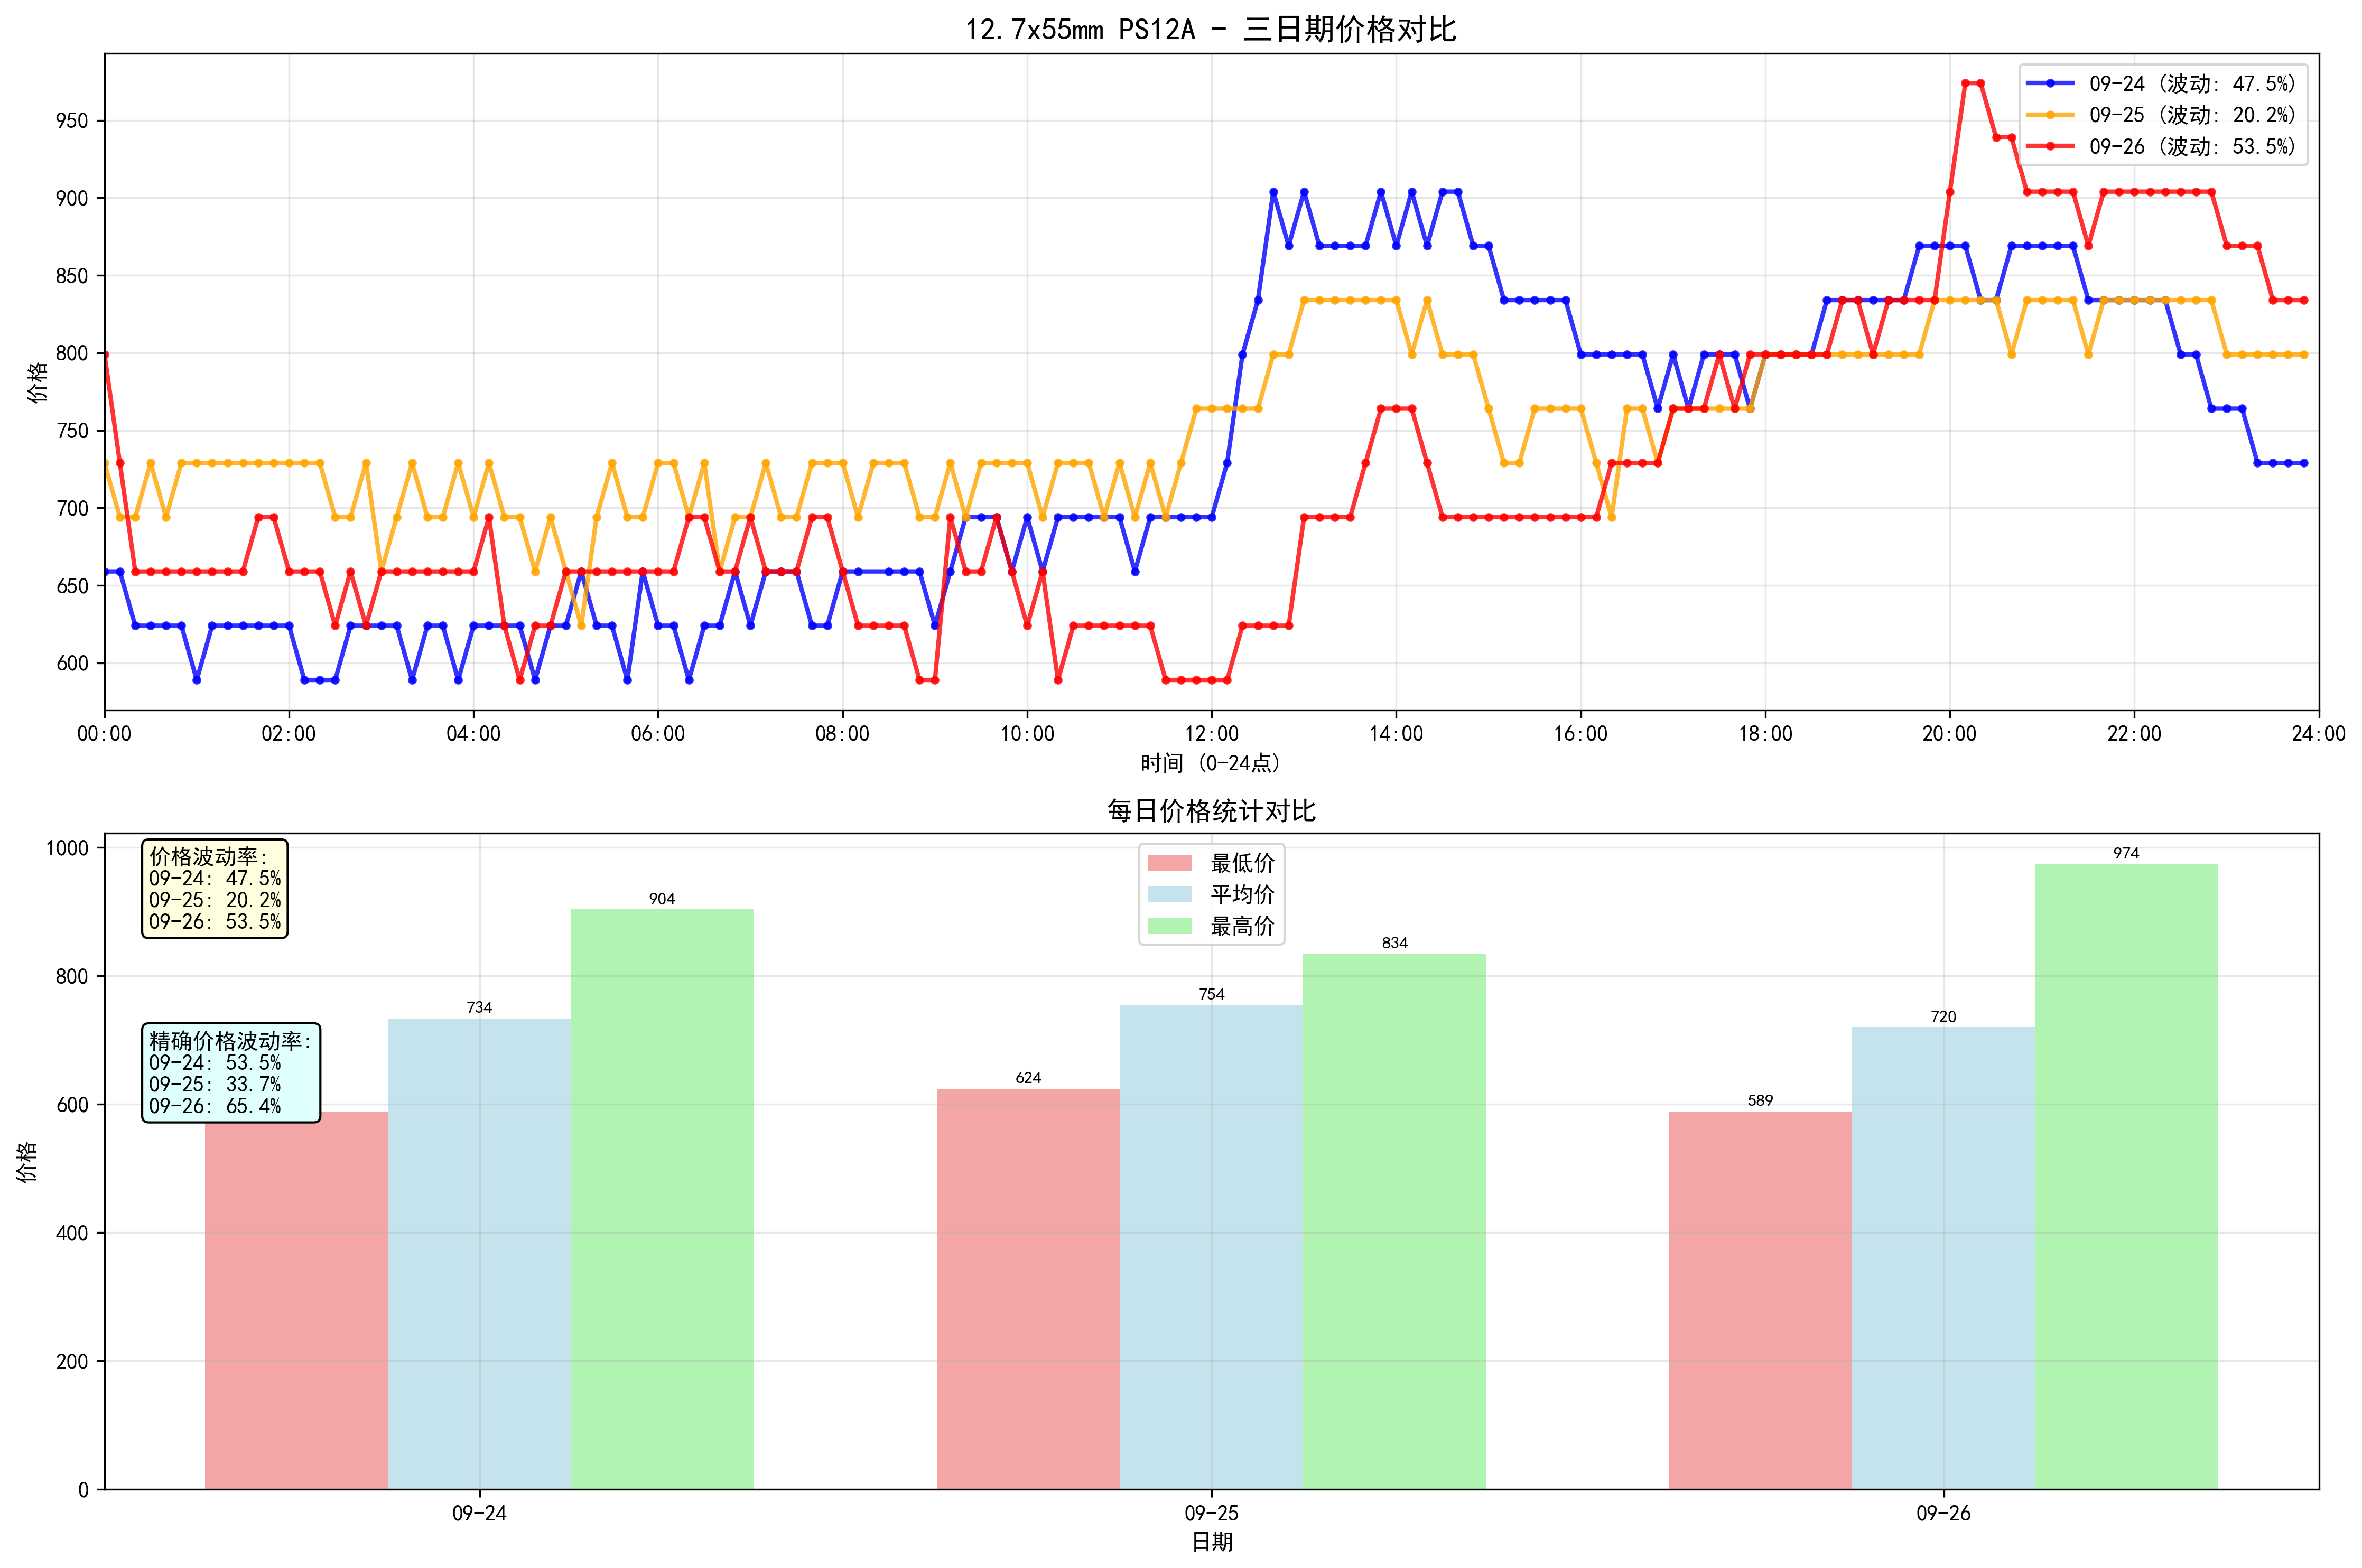 12.7x55mm PS12A - 三日期价格对比
09-24 (波动: 47.5%)
09-25 (波动: 20.2%)
09-26 (波动: 53.5%)
价格
950
900
850
800
750
700
650
600
00:00 02:00 04:00 06:00 08:00 10:00 12:00 14:00 16:00 18:00 20:00 22:00 24:00
时间 (0-24点)
每日价格统计对比
价格波动率:
09-24: 47.5%
09-25: 20.2%
09-26: 53.5%
精确价格波动率:
09-24: 53.5%
09-25: 33.7%
09-26: 65.4%
最低价
平均价
最高价
价格
1000
800
600
400
200
0
734
904
624
754
834
589
720
974
09-24 09-25 09-26
日期